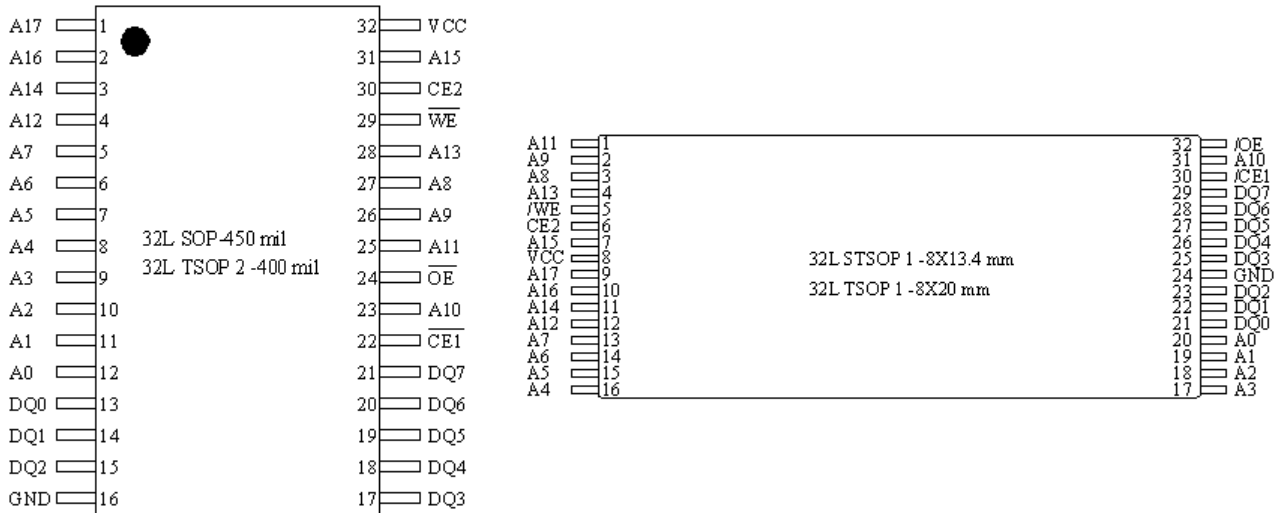 A17 1 32 VCC
A16 2 31 A15
A14 3 30 CE2
A12 4 29 W̅E̅
A7 5 28 A13
A6 6 27 A8
A5 7 26 A9
A4 8 25 A11
A3 9 24 O̅E̅
A2 10 23 A10
A1 11 22 C̅E̅1̅
A0 12 21 DQ7
DQ0 13 20 DQ6
DQ1 14 19 DQ5
DQ2 15 18 DQ4
GND 16 17 DQ3
32L SOP-450 mil
32L TSOP 2 -400 mil
A11 1 32 /OE
A9 2 31 A10
A8 3 30 /CE1
A13 4 29 DQ7
/WE 5 28 DQ6
CE2 6 27 DQ5
A15 7 26 DQ4
VCC 8 25 DQ3
A17 9 24 GND
A16 10 23 DQ2
A14 11 22 DQ1
A12 12 21 DQ0
A7 13 20 A0
A6 14 19 A1
A5 15 18 A2
A4 16 17 A3
32L STSOP 1 -8X13.4 mm
32L TSOP 1 -8X20 mm